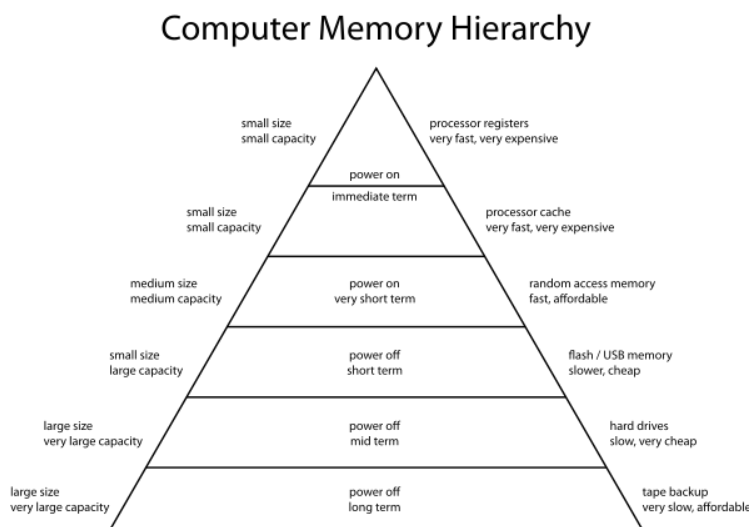 Computer Memory Hierarchy
small size
small capacity
processor registers
very fast, very expensive
power on
immediate term
small size
small capacity
processor cache
very fast, very expensive
medium size
medium capacity
power on
very short term
random access memory
fast, affordable
small size
large capacity
power off
short term
flash / USB memory
slower, cheap
large size
very large capacity
power off
mid term
hard drives
slow, very cheap
large size
very large capacity
power off
long term
tape backup
very slow, affordable